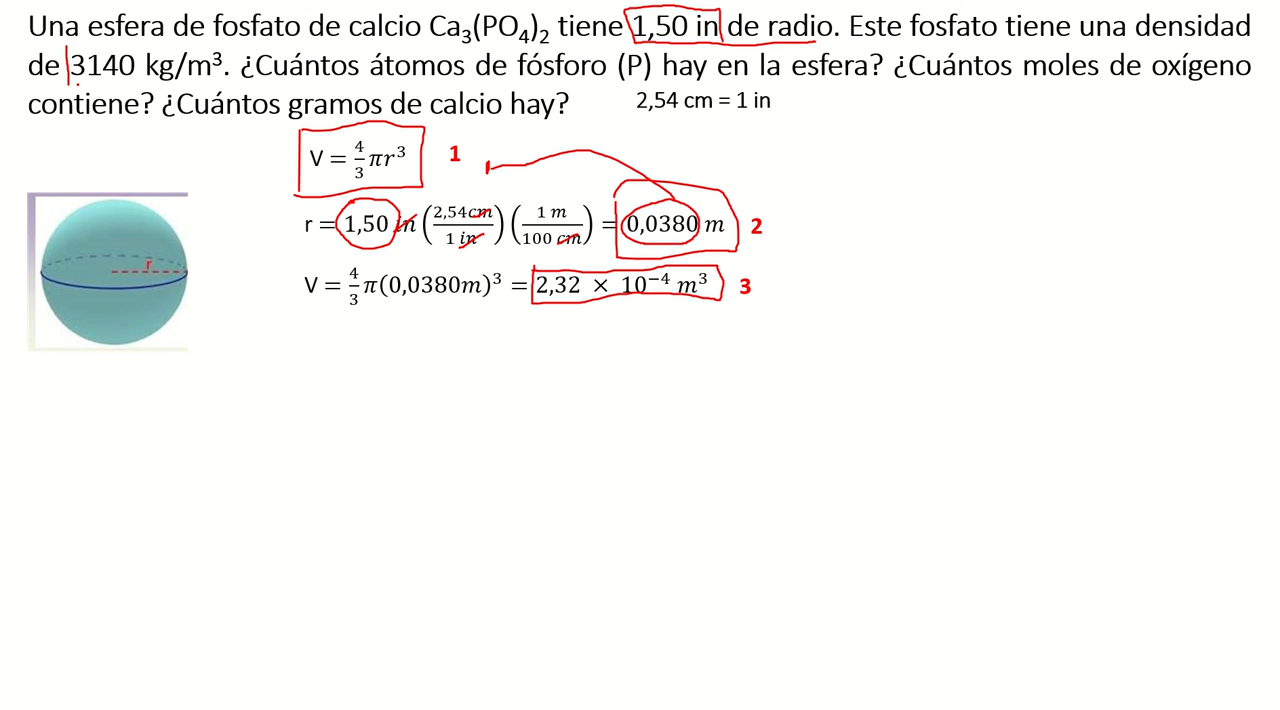 Una esfera de fosfato de calcio Ca₃(PO₄)₂ tiene 1,50 in de radio. Este fosfato tiene una densidad
de 3140 kg/m³. ¿Cuántos átomos de fósforo (P) hay en la esfera? ¿Cuántos moles de oxígeno
contiene? ¿Cuántos gramos de calcio hay? 2,54 cm = 1 in
V = 4/3 πr³ 1
r = 1,50 in (2,54cm / 1 in) (1 m / 100 cm) = 0,0380 m 2
V = 4/3 π(0,0380m)³ = 2,32 × 10⁻⁴ m³ 3
r